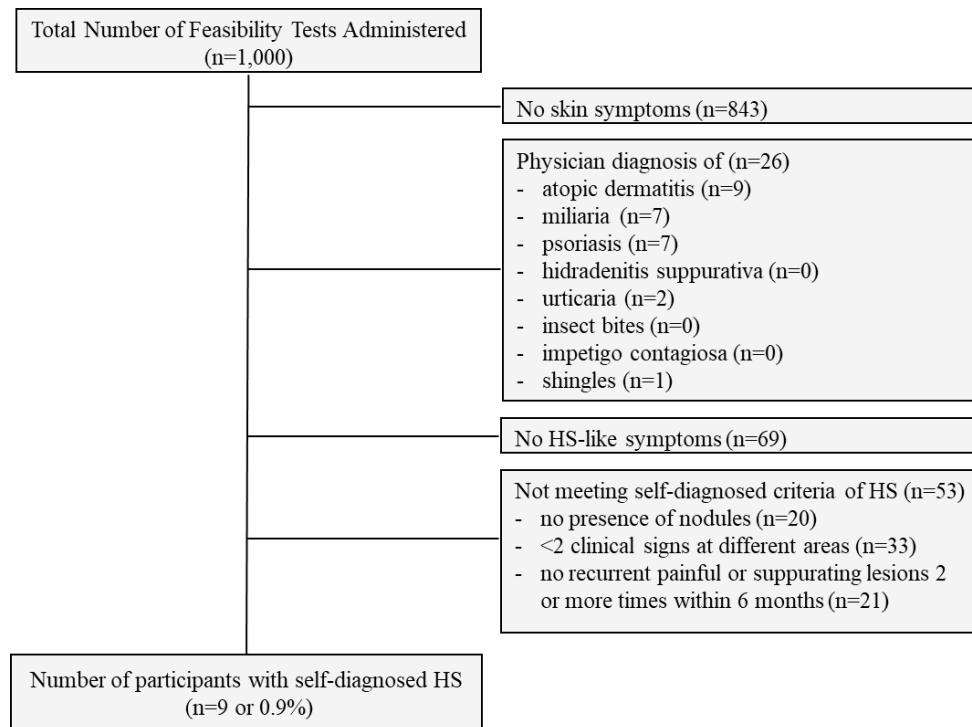 Total Number of Feasibility Tests Administered
(n=1,000)
No skin symptoms (n=843)
Physician diagnosis of (n=26)
- atopic dermatitis (n=9)
- miliaria (n=7)
- psoriasis (n=7)
- hidradenitis suppurativa (n=0)
- urticaria (n=2)
- insect bites (n=0)
- impetigo contagiosa (n=0)
- shingles (n=1)
No HS-like symptoms (n=69)
Not meeting self-diagnosed criteria of HS (n=53)
- no presence of nodules (n=20)
- <2 clinical signs at different areas (n=33)
- no recurrent painful or suppurating lesions 2
or more times within 6 months (n=21)
Number of participants with self-diagnosed HS
(n=9 or 0.9%)